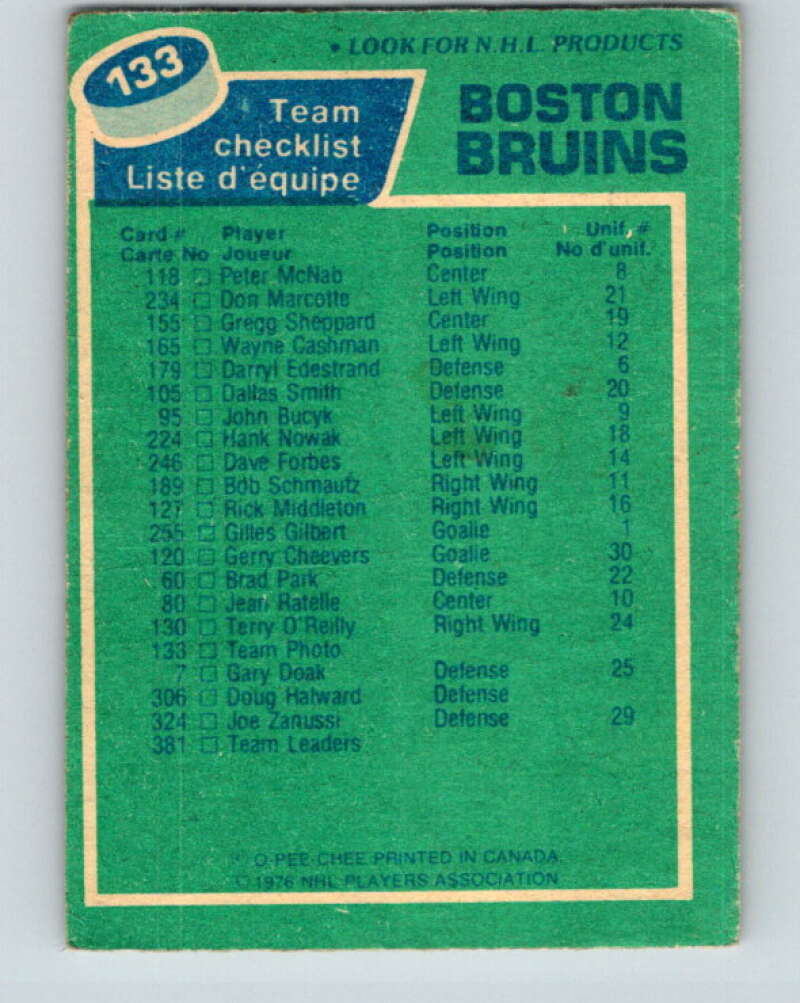 133
• LOOK FOR N.H.L. PRODUCTS
Team checklist
Liste d'équipe
BOSTON BRUINS
Card # Player Position Unif. #
Carte No Joueur Position No d'unif.
118 □ Peter McNab Center 8
234 □ Don Marcotte Left Wing 21
155 □ Gregg Sheppard Center 19
165 □ Wayne Cashman Left Wing 12
179 □ Darryl Edestrand Defense 6
105 □ Dallas Smith Defense 20
95 □ John Bucyk Left Wing 9
224 □ Hank Nowak Left Wing 18
246 □ Dave Forbes Left Wing 14
189 □ Bob Schmautz Right Wing 11
127 □ Rick Middleton Right Wing 16
255 □ Gilles Gilbert Goalie 1
120 □ Gerry Cheevers Goalie 30
60 □ Brad Park Defense 22
80 □ Jean Ratelle Center 10
130 □ Terry O'Reilly Right Wing 24
133 □ Team Photo
7 □ Gary Doak Defense 25
306 □ Doug Halward Defense
324 □ Joe Zanussi Defense 29
381 □ Team Leaders
O-PEE-CHEE PRINTED IN CANADA
© 1976 NHL PLAYERS ASSOCIATION